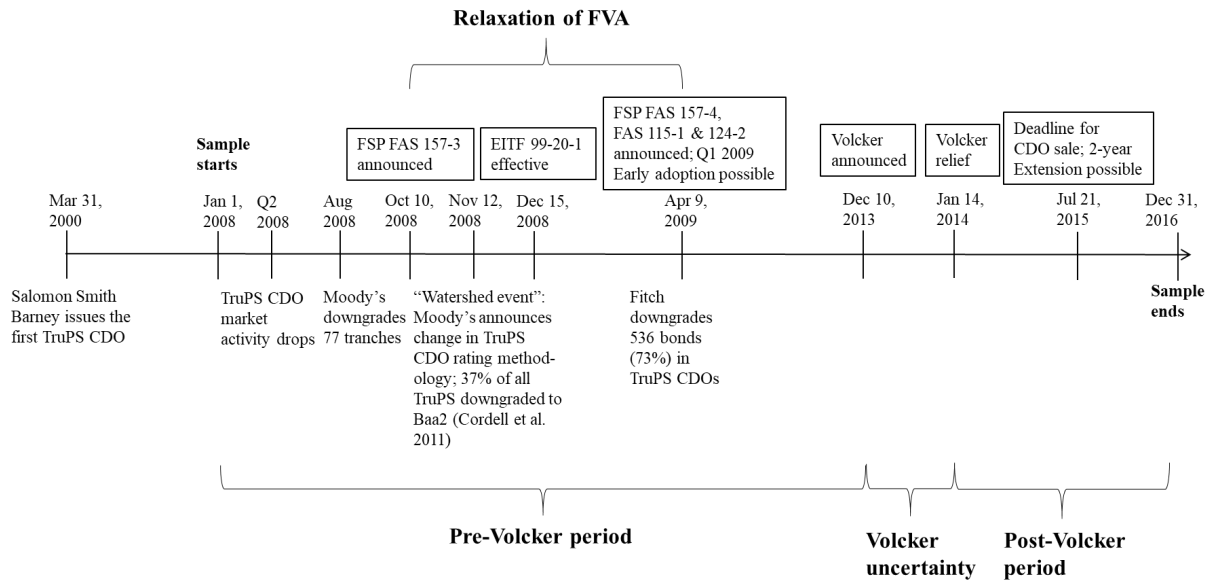 Relaxation of FVA
Sample
starts
FSP FAS 157-3
announced
EITF 99-20-1
effective
FSP FAS 157-4,
FAS 115-1 & 124-2
announced; Q1 2009
Early adoption possible
Volcker
announced
Volcker
relief
Deadline for
CDO sale; 2-year
Extension possible
Mar 31,
2000
Jan 1,
2008
Q2
2008
Aug
2008
Oct 10,
2008
Nov 12,
2008
Dec 15,
2008
Apr 9,
2009
Dec 10,
2013
Jan 14,
2014
Jul 21,
2015
Dec 31,
2016
Salomon Smith
Barney issues the
first TruPS CDO
TruPS CDO
market
activity drops
Moody's
downgrades
77 tranches
“Watershed event”:
Moody's announces
change in TruPS
CDO rating method-
ology; 37% of all
TruPS downgraded to
Baa2 (Cordell et al.
2011)
Fitch
downgrades
536 bonds
(73%) in
TruPS CDOs
Sample
ends
Pre-Volcker period
Volcker
uncertainty
Post-Volcker
period